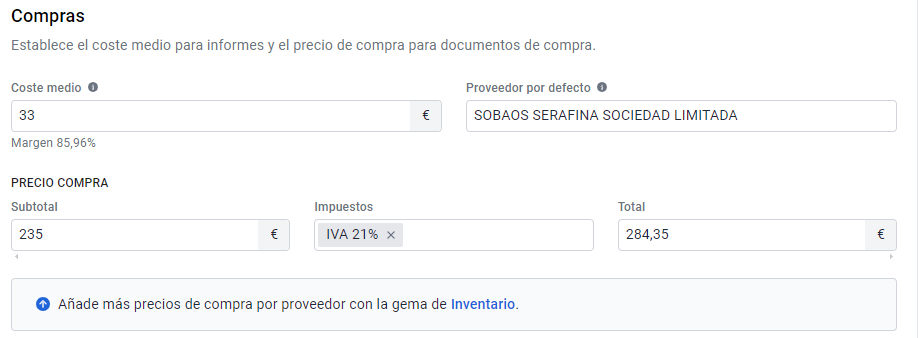 Compras
Establece el coste medio para informes y el precio de compra para documentos de compra.
Coste medio
Proveedor por defecto
33 €
SOBAOS SERAFINA SOCIEDAD LIMITADA
Margen 85,96%
PRECIO COMPRA
Subtotal
Impuestos
Total
235 €
IVA 21% ×
284,35 €
Añade más precios de compra por proveedor con la gema de Inventario.